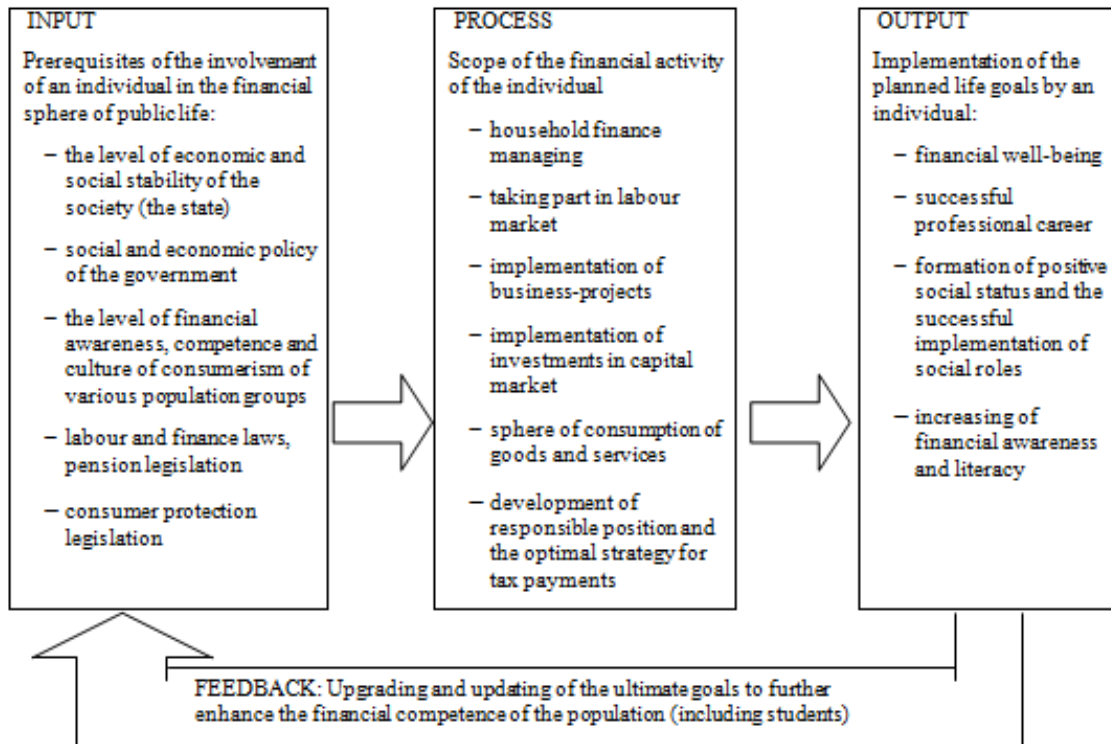 INPUT
Prerequisites of the involvement
of an individual in the financial
sphere of public life:
– the level of economic and
social stability of the
society (the state)
– social and economic policy
of the government
– the level of financial
awareness, competence and
culture of consumerism of
various population groups
– labour and finance laws,
pension legislation
– consumer protection
legislation
PROCESS
Scope of the financial activity
of the individual
– household finance
managing
– taking part in labour
market
– implementation of
business-projects
– implementation of
investments in capital
market
– sphere of consumption of
goods and services
– development of
responsible position and
the optimal strategy for
tax payments
OUTPUT
Implementation of the
planned life goals by an
individual:
– financial well-being
– successful
professional career
– formation of positive
social status and the
successful
implementation of
social roles
– increasing of
financial awareness
and literacy
FEEDBACK: Upgrading and updating of the ultimate goals to further
enhance the financial competence of the population (including students)